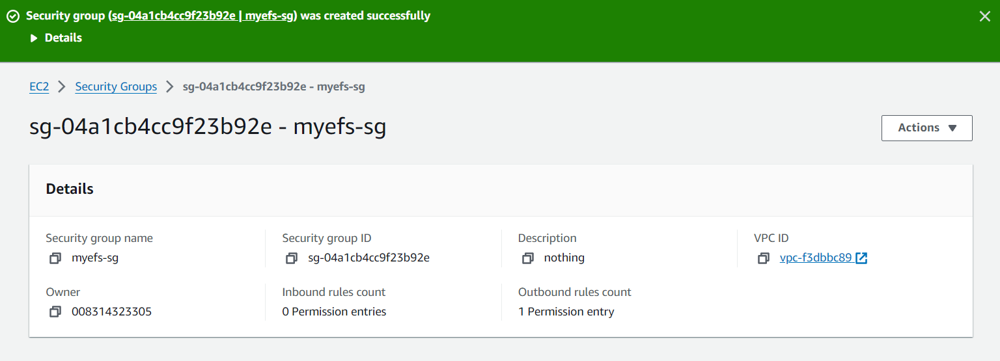 Security group (sg-04a1cb4cc9f23b92e | myefs-sg) was created successfully
Details
EC2 > Security Groups > sg-04a1cb4cc9f23b92e - myefs-sg
sg-04a1cb4cc9f23b92e - myefs-sg
Actions
Details
Security group name
myefs-sg
Security group ID
sg-04a1cb4cc9f23b92e
Description
nothing
VPC ID
vpc-f3dbbc89
Owner
008314323305
Inbound rules count
0 Permission entries
Outbound rules count
1 Permission entry